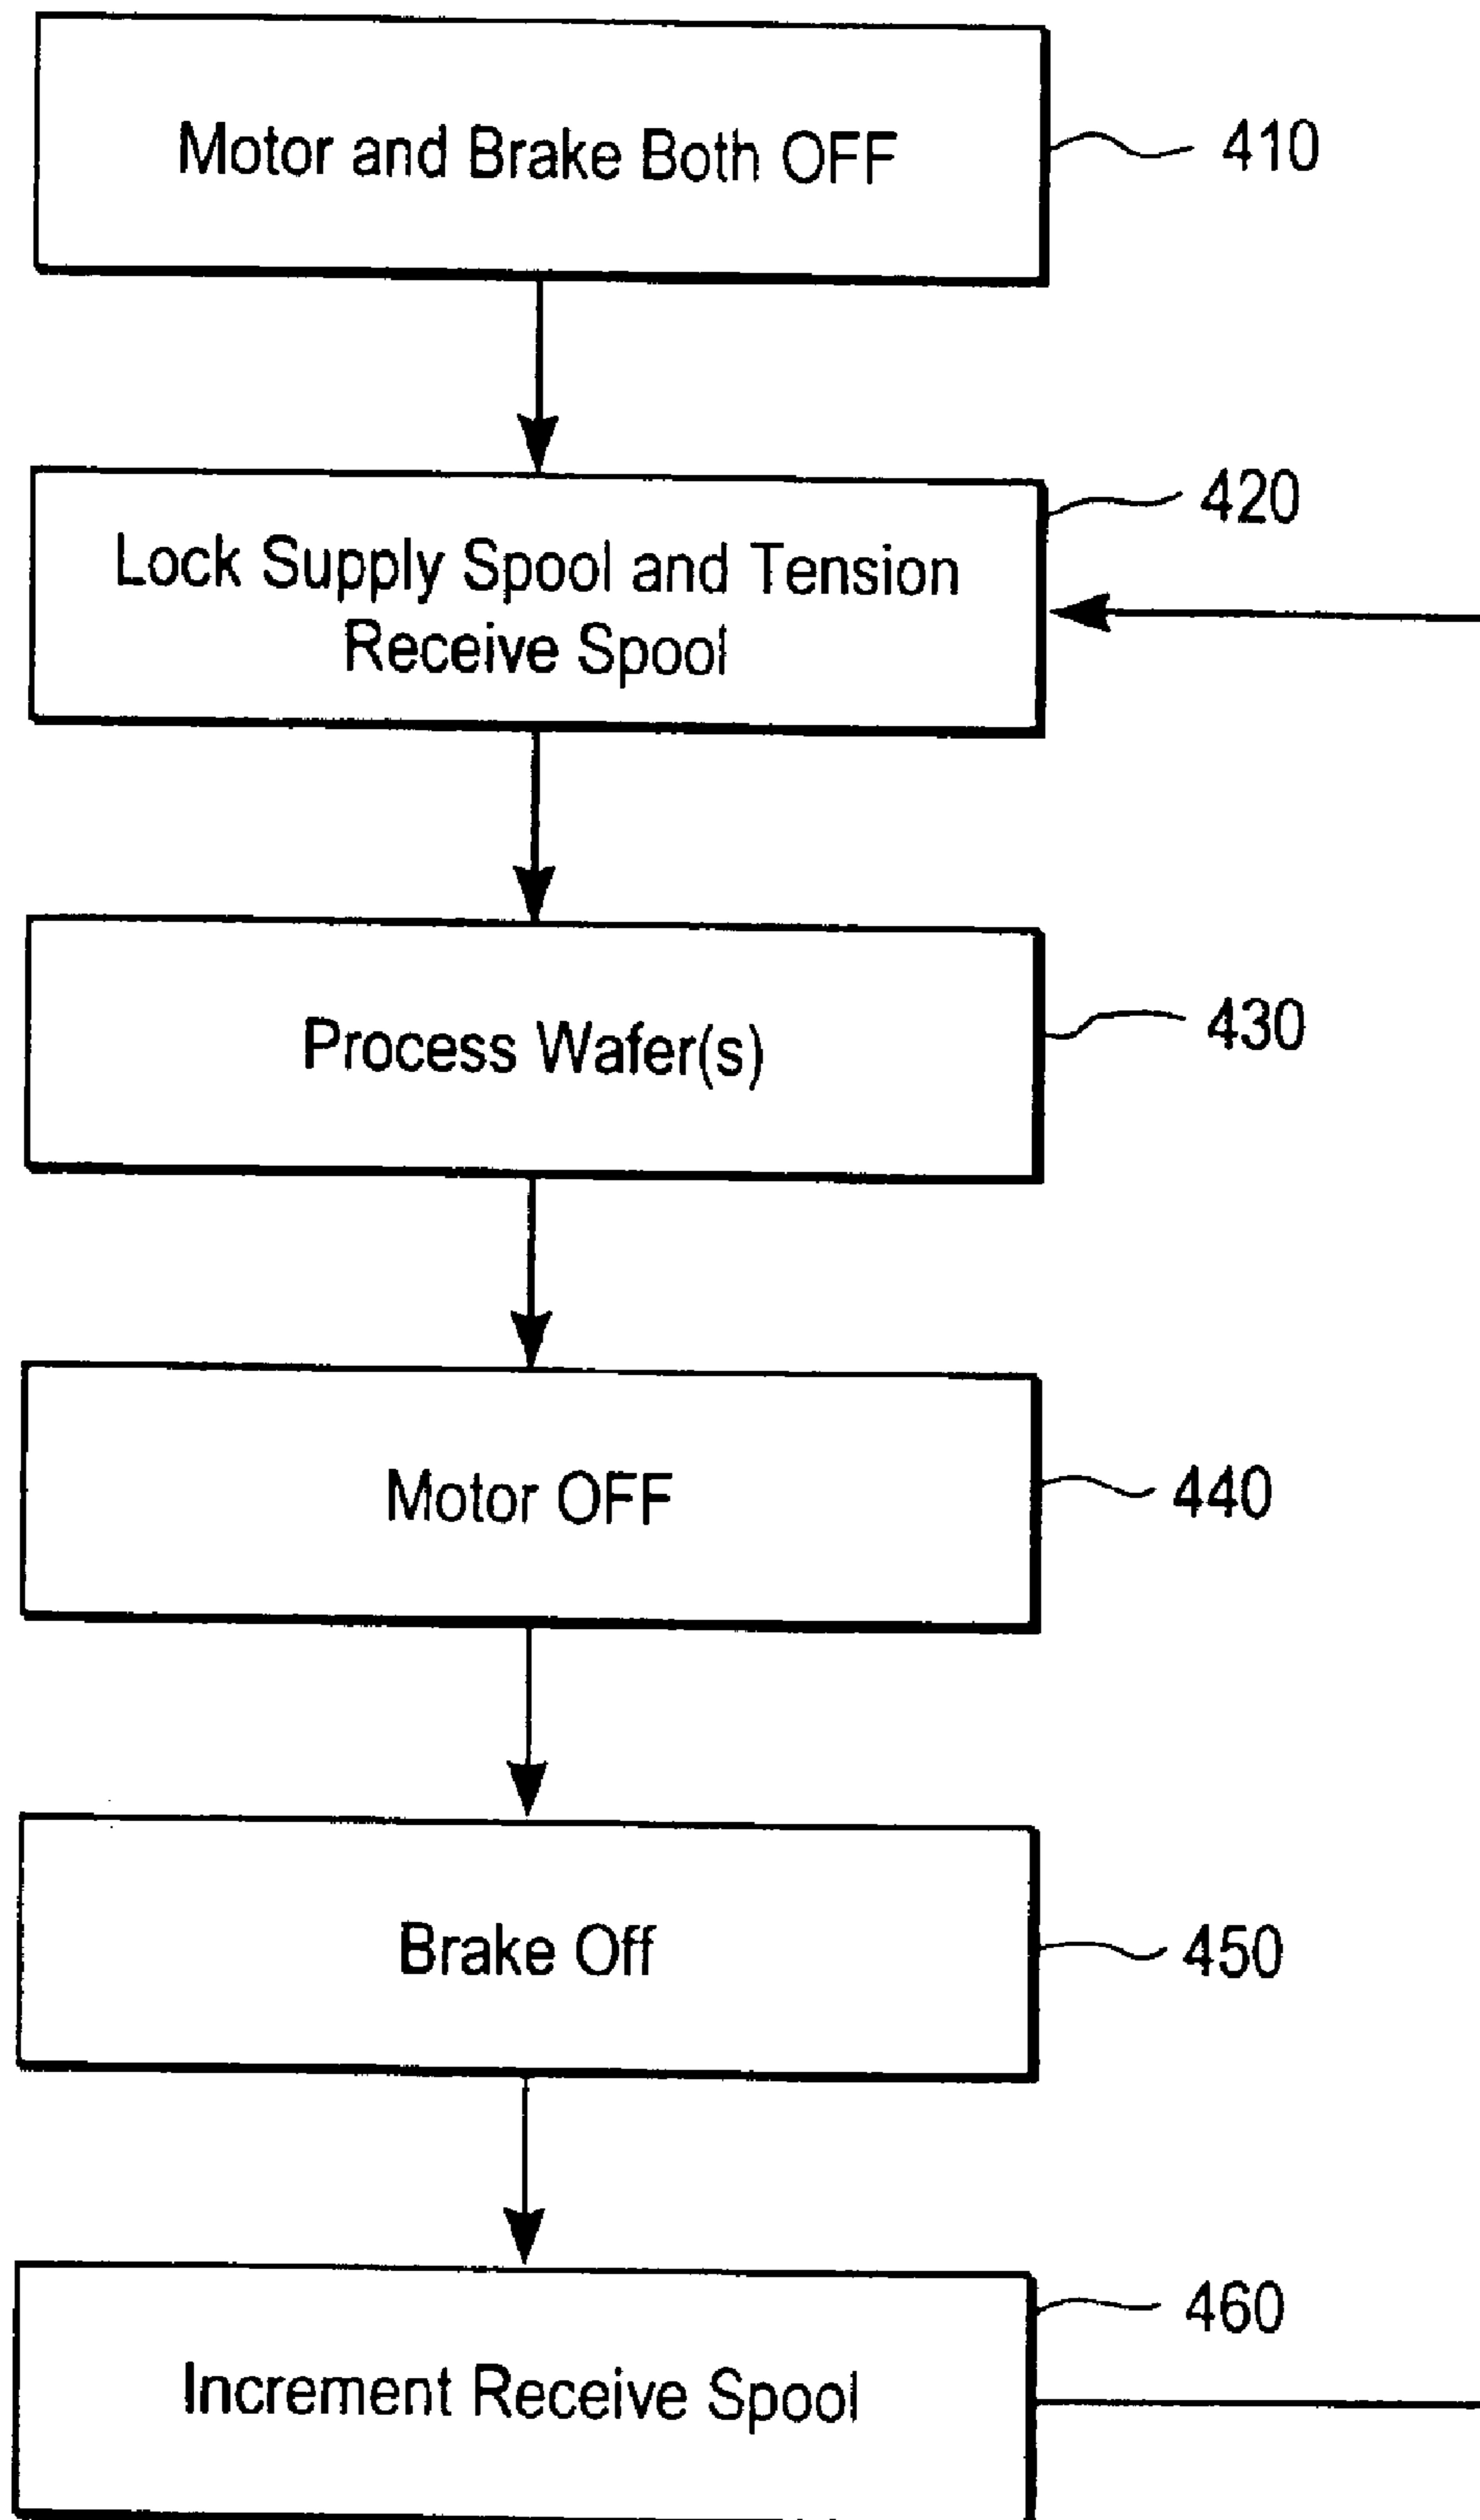 Motor and Brake Both OFF
410
420
Lock Supply Spool and Tension
Receive Spool
430
Process Wafer(s)
Motor OFF
440
Brake Off
450
460
Increment Receive Spool